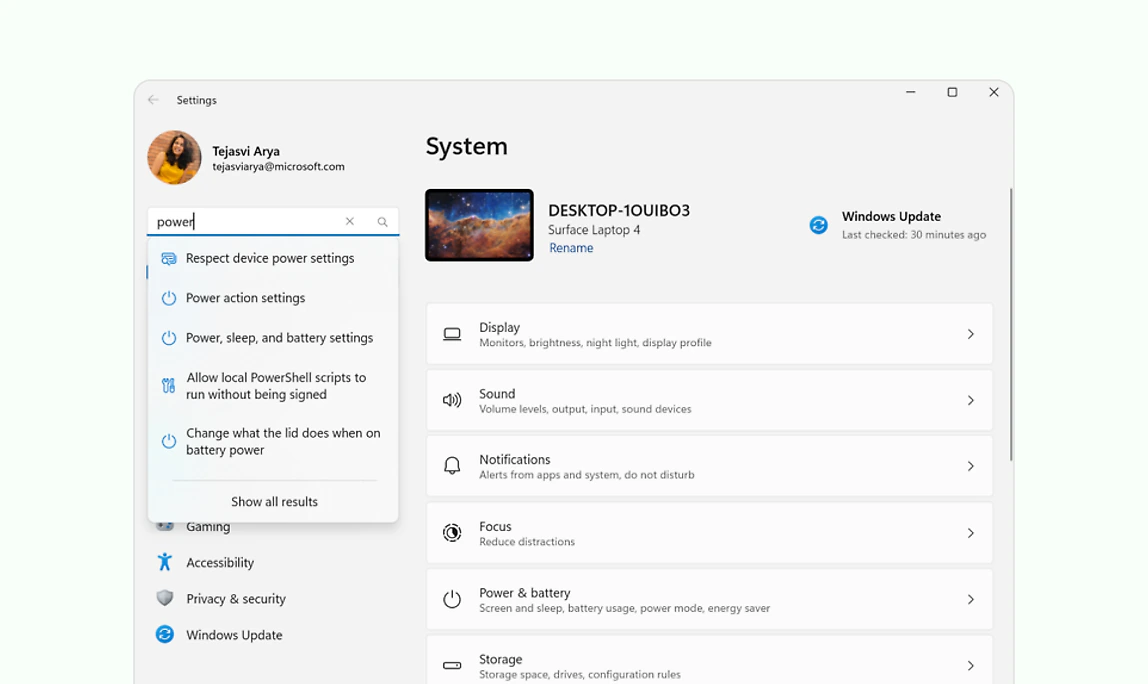 Settings
Tejasvi Arya
tejasviarya@microsoft.com
power
Respect device power settings
Power action settings
Power, sleep, and battery settings
Allow local PowerShell scripts to
run without being signed
Change what the lid does when on
battery power
Show all results
Gaming
Accessibility
Privacy & security
Windows Update
System
DESKTOP-1OUIBO3
Surface Laptop 4
Rename
Windows Update
Last checked: 30 minutes ago
Display
Monitors, brightness, night light, display profile
Sound
Volume levels, output, input, sound devices
Notifications
Alerts from apps and system, do not disturb
Focus
Reduce distractions
Power & battery
Screen and sleep, battery usage, power mode, energy saver
Storage
Storage space, drives, configuration rules